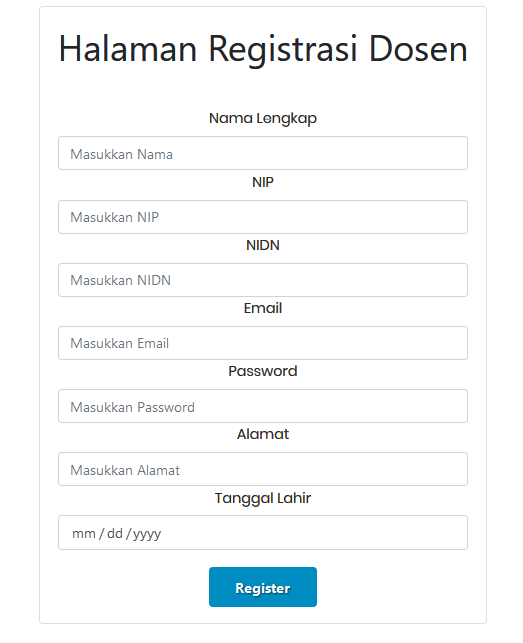 Halaman Registrasi Dosen
Nama Lengkap
Masukkan Nama
NIP
Masukkan NIP
NIDN
Masukkan NIDN
Email
Masukkan Email
Password
Masukkan Password
Alamat
Masukkan Alamat
Tanggal Lahir
mm/dd/yyyy
Register